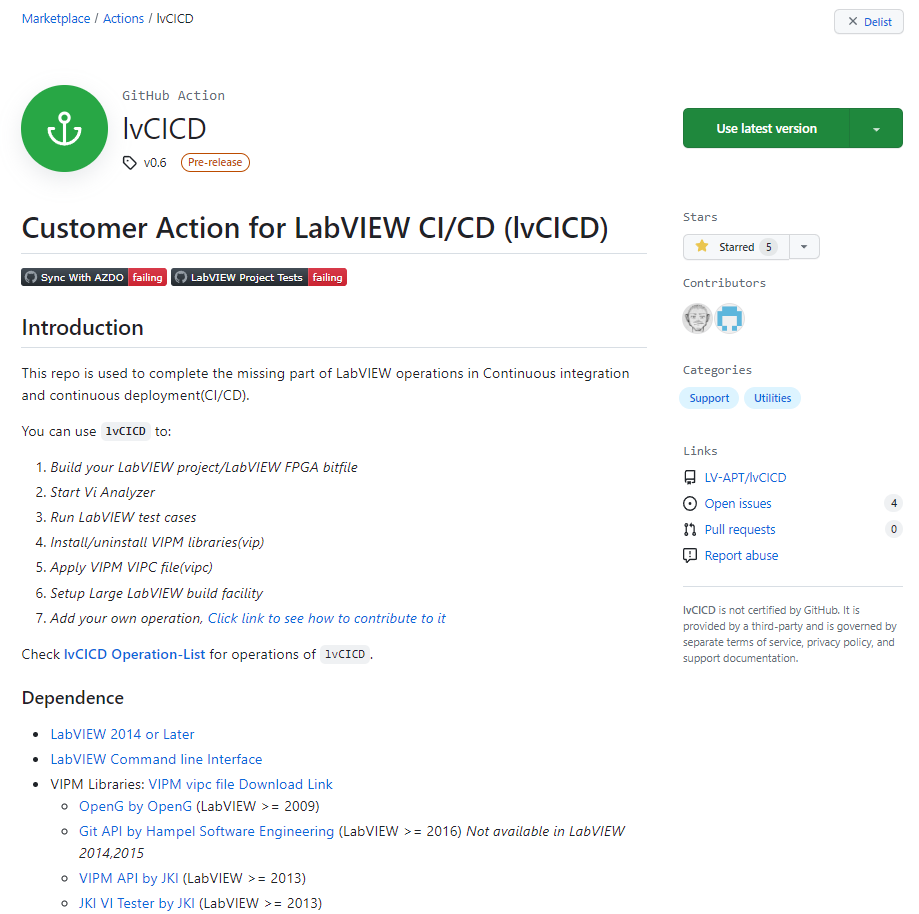 Marketplace / Actions / lvCICD
Delist
GitHub Action
lvCICD
v0.6 Pre-release
Use latest version
Customer Action for LabVIEW CI/CD (lvCICD)
Sync With AZDO failing LabVIEW Project Tests failing
Introduction
This repo is used to complete the missing part of LabVIEW operations in Continuous integration
and continuous deployment(CI/CD).
You can use lvCICD to:
1. Build your LabVIEW project/LabVIEW FPGA bitfile
2. Start Vi Analyzer
3. Run LabVIEW test cases
4. Install/uninstall VIPM libraries(vip)
5. Apply VIPM VIPC file(vipc)
6. Setup Large LabVIEW build facility
7. Add your own operation, Click link to see how to contribute to it
Check lvCICD Operation-List for operations of lvCICD.
Dependence
LabVIEW 2014 or Later
LabVIEW Command line Interface
VIPM Libraries: VIPM vipc file Download Link
OpenG by OpenG (LabVIEW >= 2009)
Git API by Hampel Software Engineering (LabVIEW >= 2016) Not available in LabVIEW
2014,2015
VIPM API by JKI (LabVIEW >= 2013)
JKI VI Tester by JKI (LabVIEW >= 2013)
Stars
Starred 5
Contributors
Categories
Support Utilities
Links
LV-APT/lvCICD
Open issues 4
Pull requests 0
Report abuse
lvCICD is not certified by GitHub. It is
provided by a third-party and is governed by
separate terms of service, privacy policy, and
support documentation.